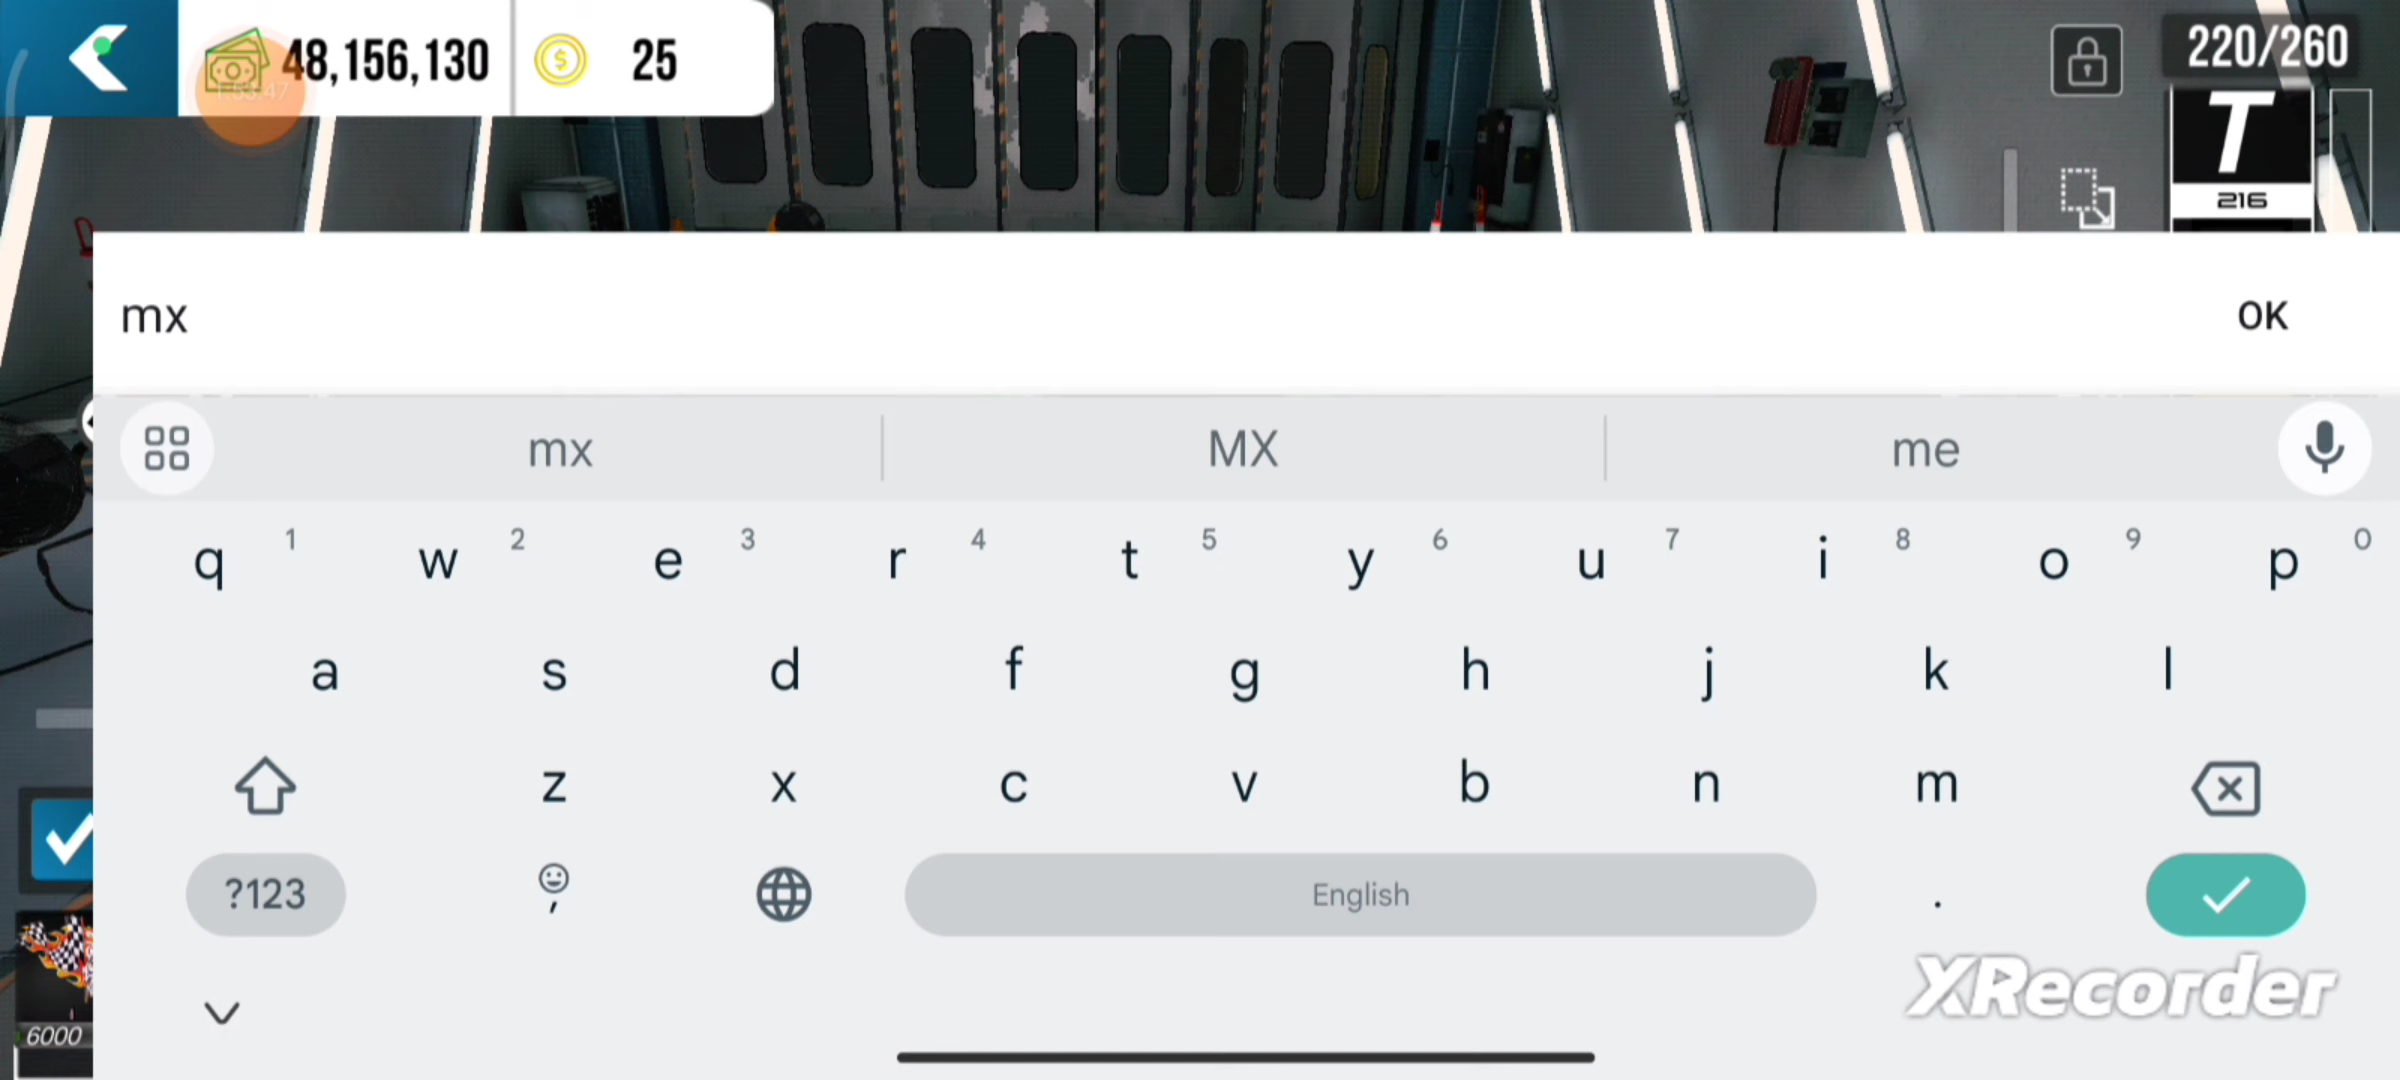 48,156,130
25
220/260
T
216
mx
OK
mx MX me
q 1 w 2 e 3 r 4 t 5 y 6 u 7 i 8 o 9 p 0
a s d f g h j k l
z x c v b n m
?123 , English .
XRecorder
6000